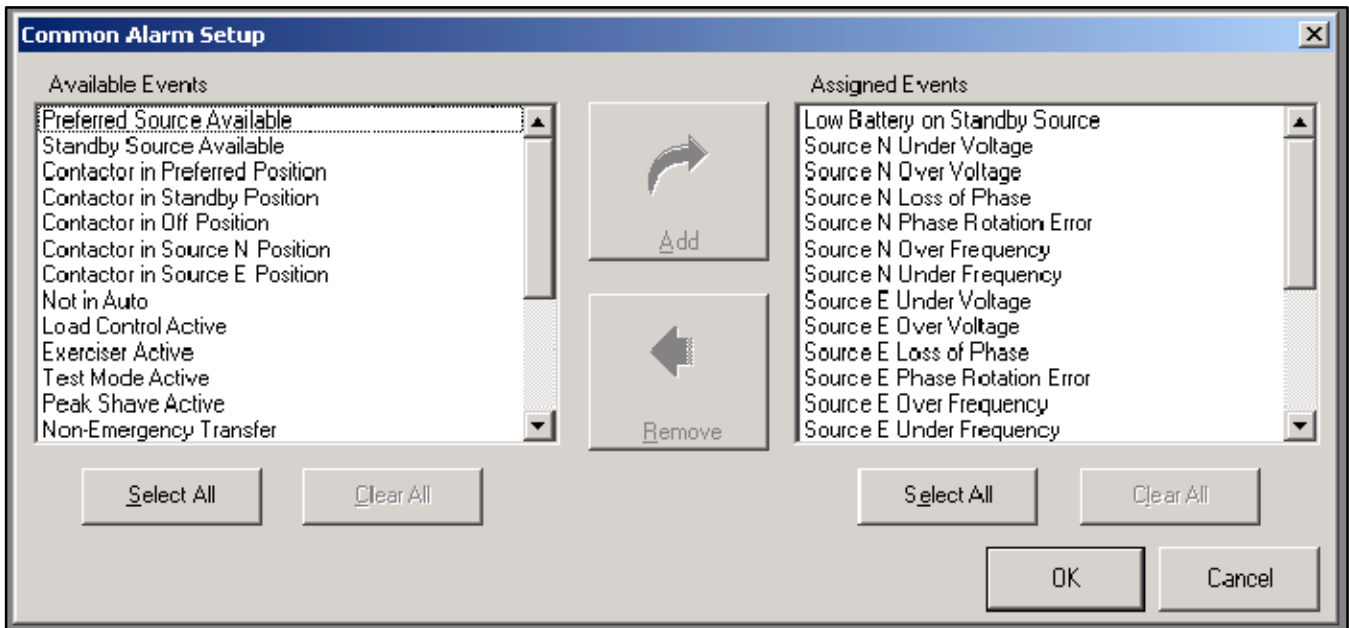 Common Alarm Setup
Available Events
Preferred Source Available
Standby Source Available
Contactor in Preferred Position
Contactor in Standby Position
Contactor in Off Position
Contactor in Source N Position
Contactor in Source E Position
Not in Auto
Load Control Active
Exerciser Active
Test Mode Active
Peak Shave Active
Non-Emergency Transfer
Select All
Clear All
Add
Remove
Assigned Events
Low Battery on Standby Source
Source N Under Voltage
Source N Over Voltage
Source N Loss of Phase
Source N Phase Rotation Error
Source N Over Frequency
Source N Under Frequency
Source E Under Voltage
Source E Over Voltage
Source E Loss of Phase
Source E Phase Rotation Error
Source E Over Frequency
Source E Under Frequency
Select All
Clear All
OK
Cancel